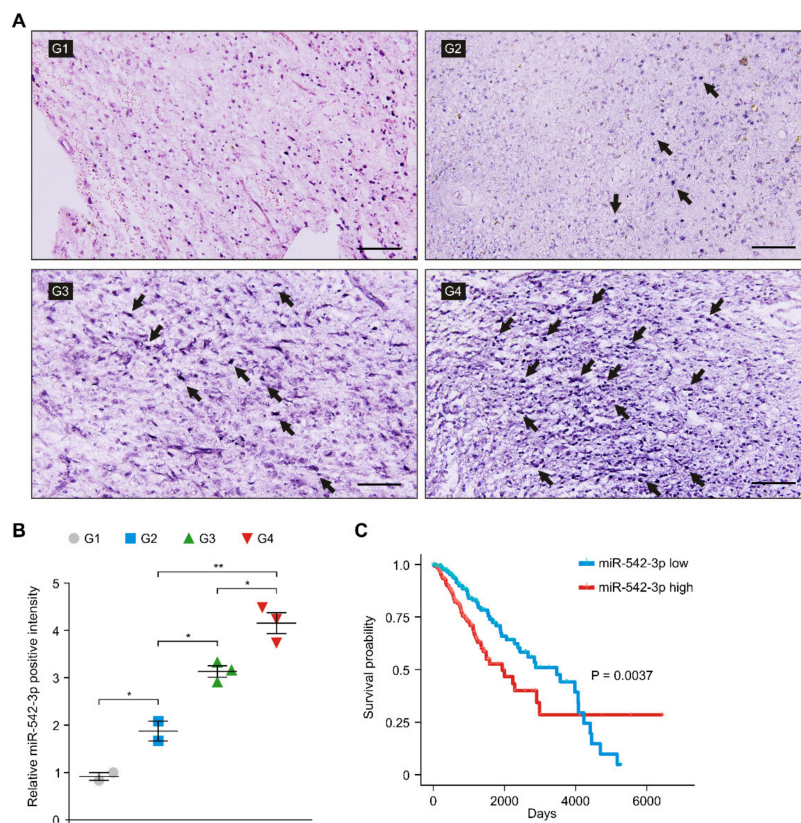 A
G1
G2
G3
G4
B
G1 G2 G3 G4
Relative miR-542-3p positive intensity
5
4
3
2
1
0
*
*
*
**
*
C
miR-542-3p low
miR-542-3p high
P = 0.0037
Survival proability
1.0
0.75
0.5
0.25
0
0 2000 4000 6000
Days